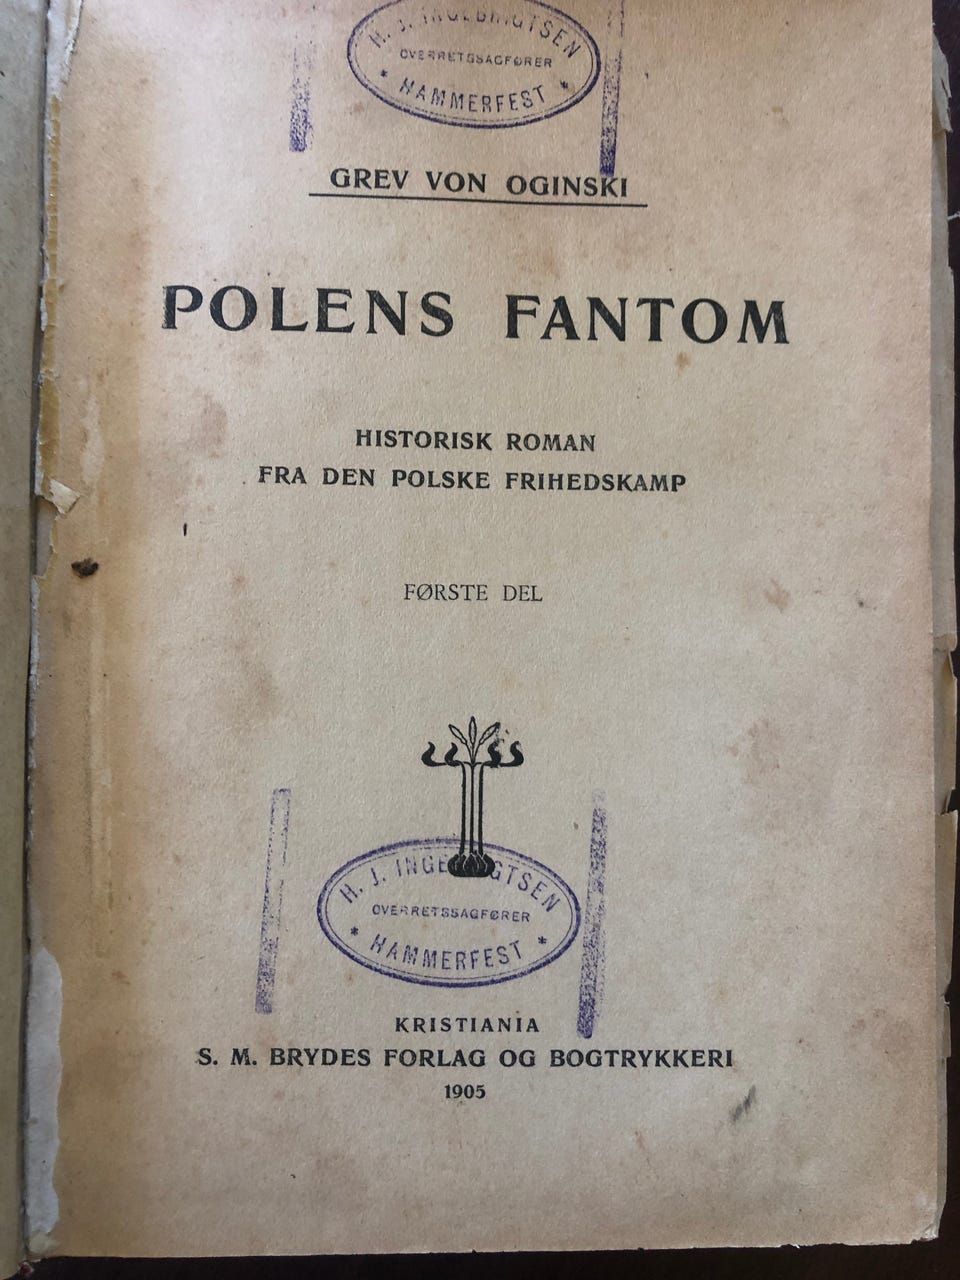 H. J. INGEBRIGTSEN
OVERRETSSAGFØRER
* HAMMERFEST *
GREV VON OGINSKI
POLENS FANTOM
HISTORISK ROMAN
FRA DEN POLSKE FRIHEDSKAMP
FØRSTE DEL
H. J. INGEBRIGTSEN
OVERRETSSAGFØRER
* HAMMERFEST *
KRISTIANIA
S. M. BRYDES FORLAG OG BOGTRYKKERI
1905